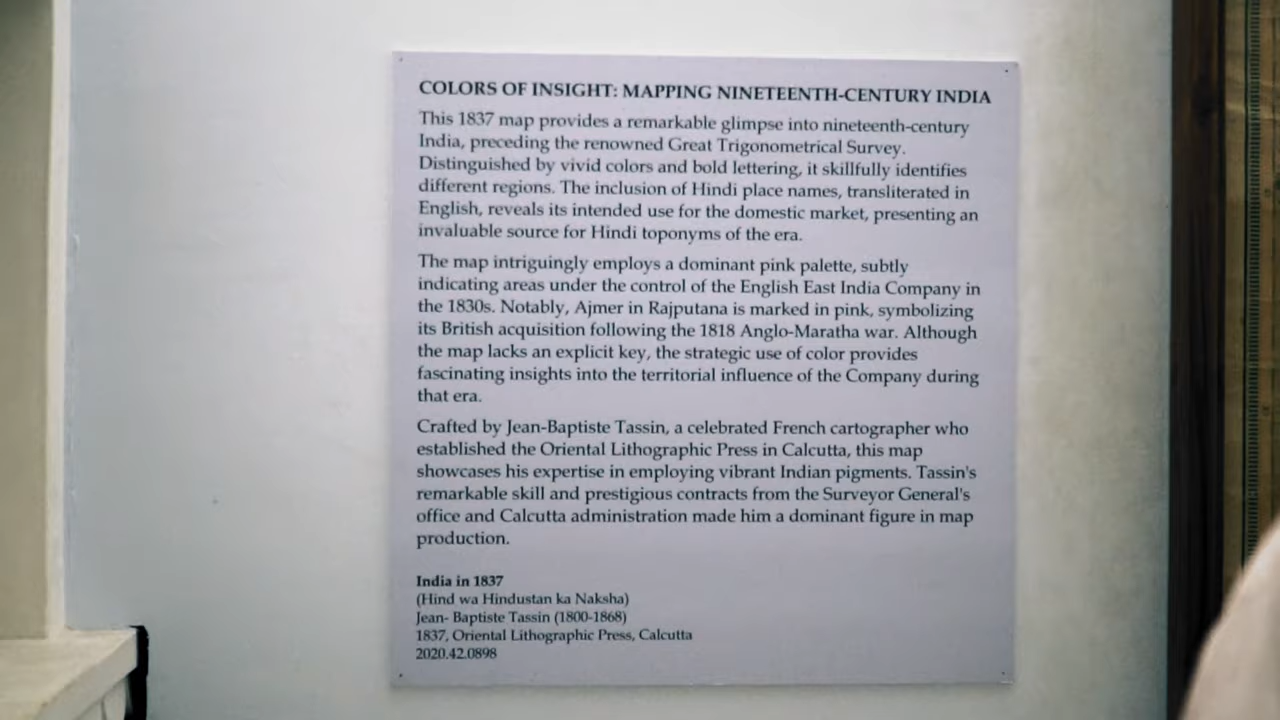 COLORS OF INSIGHT: MAPPING NINETEENTH-CENTURY INDIA
This 1837 map provides a remarkable glimpse into nineteenth-century
India, preceding the renowned Great Trigonometrical Survey.
Distinguished by vivid colors and bold lettering, it skillfully identifies
different regions. The inclusion of Hindi place names, transliterated in
English, reveals its intended use for the domestic market, presenting an
invaluable source for Hindi toponyms of the era.
The map intriguingly employs a dominant pink palette, subtly
indicating areas under the control of the English East India Company in
the 1830s. Notably, Ajmer in Rajputana is marked in pink, symbolizing
its British acquisition following the 1818 Anglo-Maratha war. Although
the map lacks an explicit key, the strategic use of color provides
fascinating insights into the territorial influence of the Company during
that era.
Crafted by Jean-Baptiste Tassin, a celebrated French cartographer who
established the Oriental Lithographic Press in Calcutta, this map
showcases his expertise in employing vibrant Indian pigments. Tassin's
remarkable skill and prestigious contracts from the Surveyor General's
office and Calcutta administration made him a dominant figure in map
production.
India in 1837
(Hind wa Hindustan ka Naksha)
Jean- Baptiste Tassin (1800-1868)
1837, Oriental Lithographic Press, Calcutta
2020.42.0898